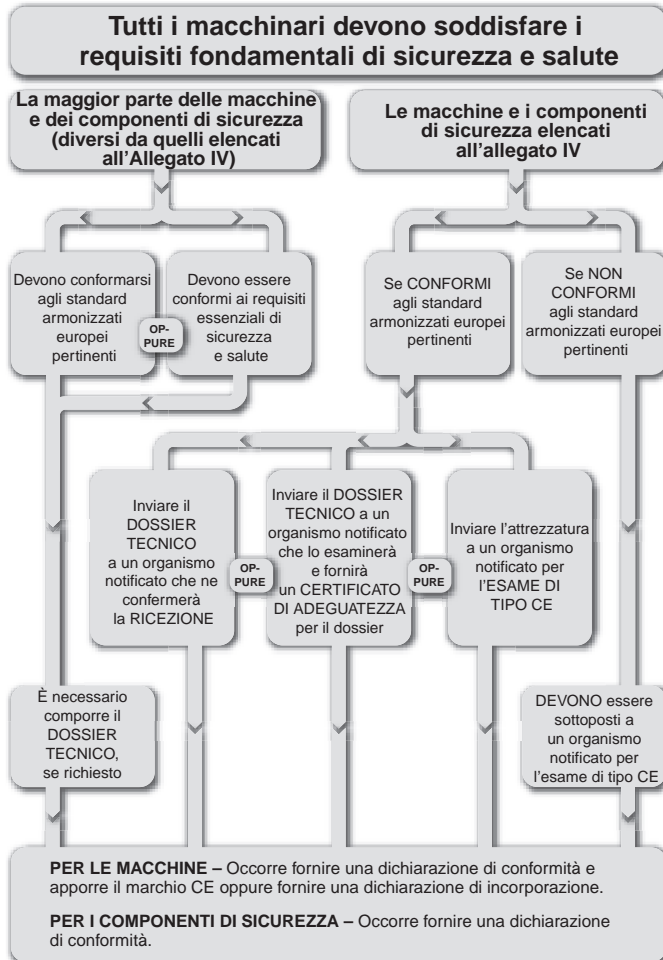 Tutti i macchinari devono soddisfare i
requisiti fondamentali di sicurezza e salute
La maggior parte delle macchine
e dei componenti di sicurezza
(diversi da quelli elencati
all'Allegato IV)
Le macchine e i componenti
di sicurezza elencati
all'allegato IV
Devono conformarsi
agli standard
armonizzati
europei
pertinenti
OP-
PURE
Devono essere
conformi ai requisiti
essenziali di
sicurezza
e salute
Se CONFORMI
agli standard
armonizzati europei
pertinenti
Se NON
CONFORMI
agli standard
armonizzati europei
pertinenti
Inviare il
DOSSIER
TECNICO
a un organismo
notificato che ne
confermerà
la RICEZIONE
OP-
PURE
Inviare il DOSSIER
TECNICO a un
organismo notificato
che lo esaminerà
e fornirà
un CERTIFICATO
DI ADEGUATEZZA
per il dossier
OP-
PURE
Inviare l'attrezzatura
a un organismo
notificato per
l'ESAME DI
TIPO CE
È necessario
comporre il
DOSSIER
TECNICO,
se richiesto
DEVONO essere
sottoposti a
un organismo
notificato per
l'esame di tipo CE
PER LE MACCHINE – Occorre fornire una dichiarazione di conformità e
apporre il marchio CE oppure fornire una dichiarazione di incorporazione.
PER I COMPONENTI DI SICUREZZA – Occorre fornire una dichiarazione
di conformità.